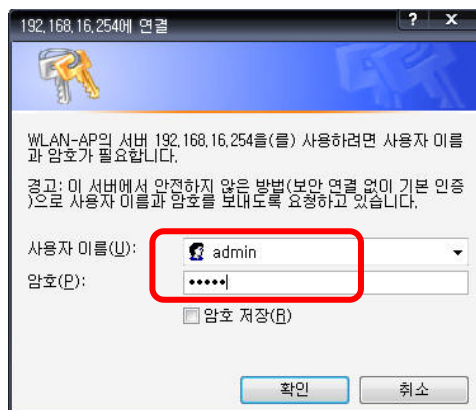 192,168,16,254에 연결
WLAN-AP의 서버 192,168,16,254을(를) 사용하려면 사용자 이름
과 암호가 필요합니다.
경고: 이 서버에서 안전하지 않은 방법(보안 연결 없이 기본 인증
)으로 사용자 이름과 암호를 보내도록 요청하고 있습니다.
사용자 이름(U): admin
암호(P): •••••
암호 저장(R)
확인 취소